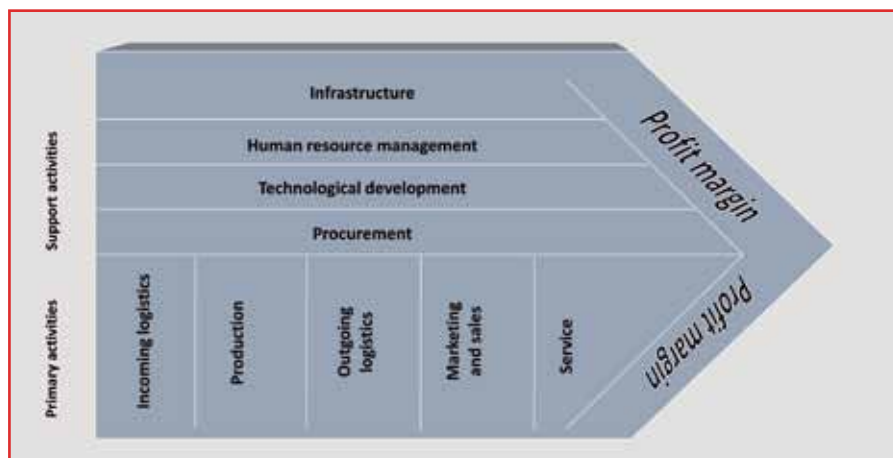 Support activities
Infrastructure
Human resource management
Technological development
Procurement
Profit margin
Primary activities
Incoming logistics
Production
Outgoing
logistics
Marketing
and sales
Service
Profit margin